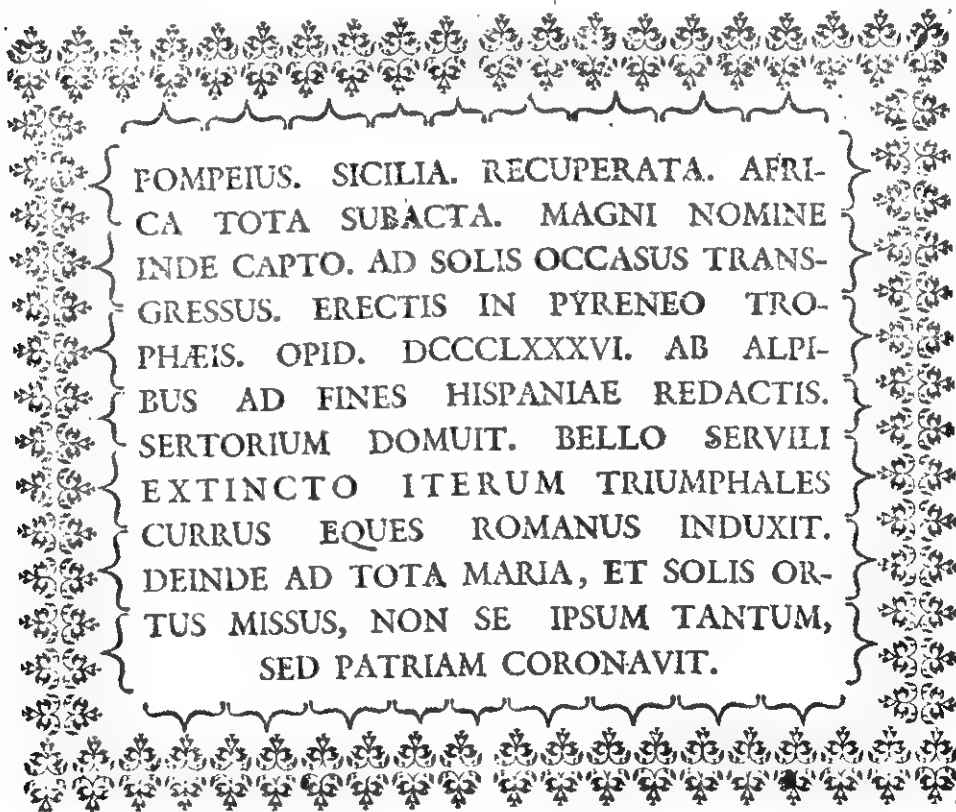 POMPEIUS. SICILIA. RECUPERATA. AFRI-
CA TOTA SUBACTA. MAGNI NOMINE
INDE CAPTO. AD SOLIS OCCASUS TRANS-
GRESSUS. ERECTIS IN PYRENEO TRO-
PHÆIS. OPID. DCCCLXXXVI. AB ALPI-
BUS AD FINES HISPANIAE REDACTIS.
SERTORIUM DOMUIT. BELLO SERVILI
EXTINCTO ITERUM TRIUMPHALES
CURRUS EQUES ROMANUS INDUXIT.
DEINDE AD TOTA MARIA, ET SOLIS OR-
TUS MISSUS, NON SE IPSUM TANTUM,
SED PATRIAM CORONAVIT.